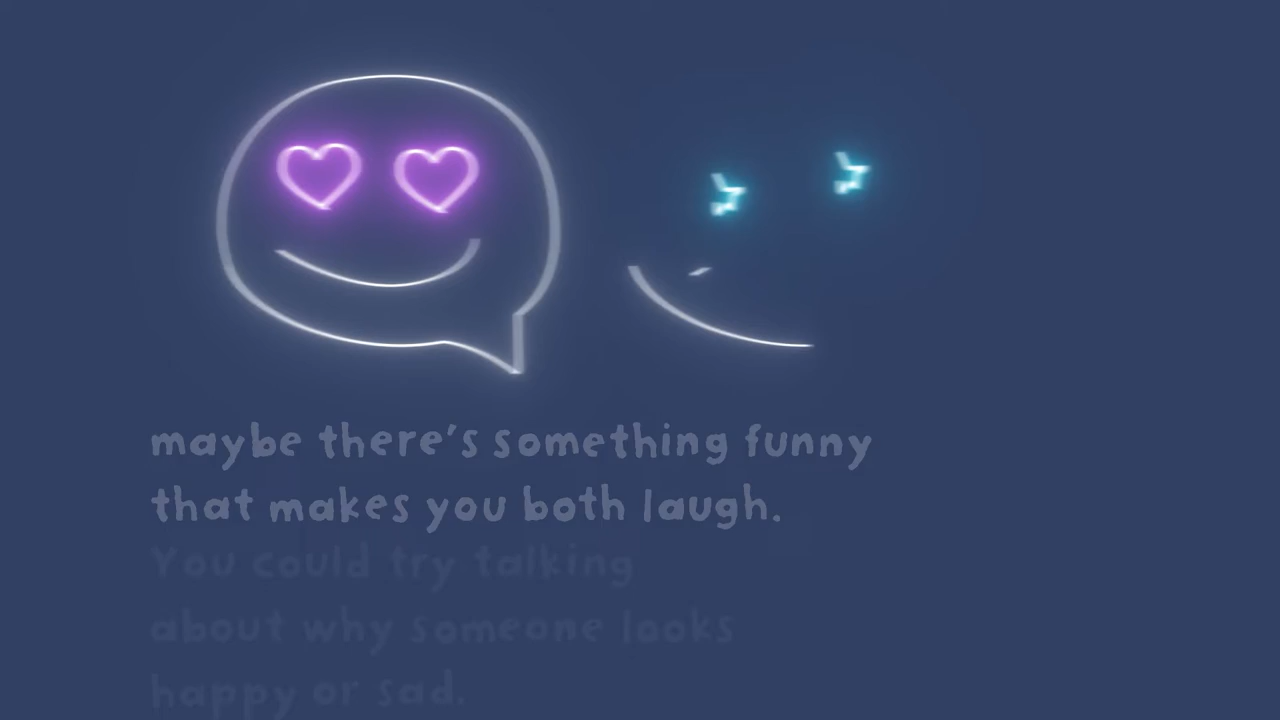 maybe there's something funny
that makes you both laugh.
You could try talking
about why someone looks
happy or sad.